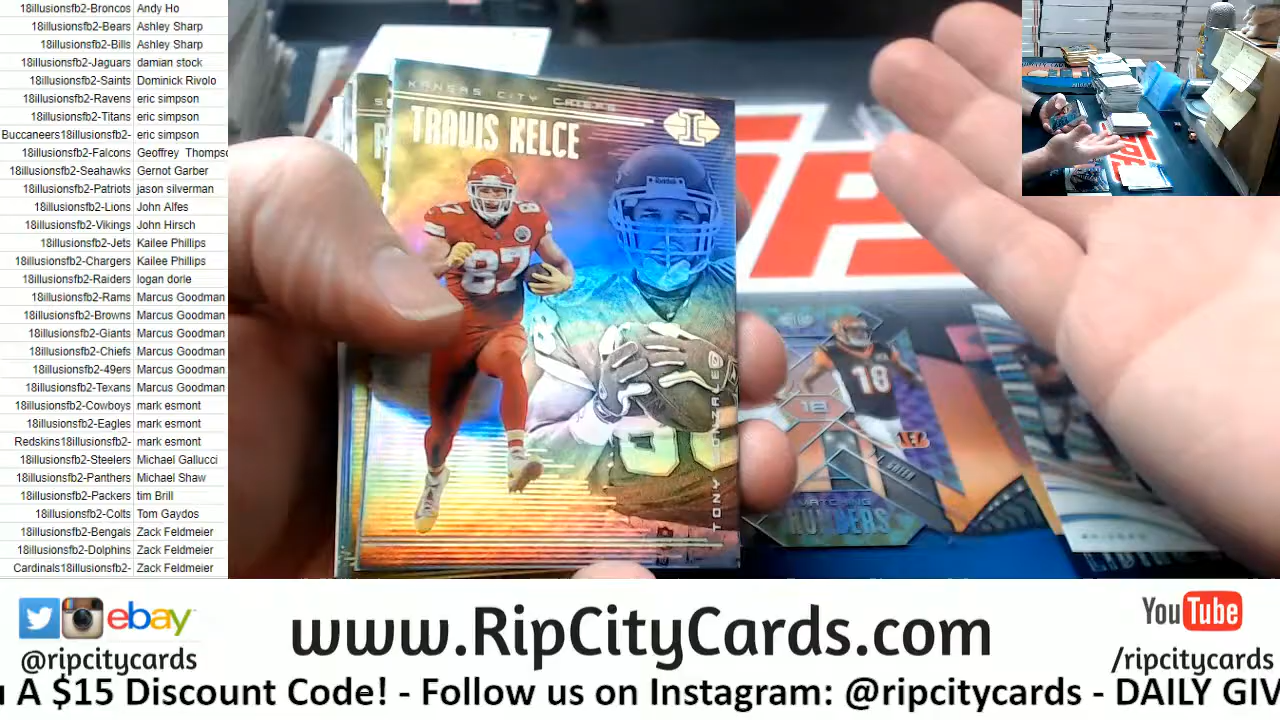 18illusionsfb2-Broncos Andy Ho
18illusionsfb2-Bears Ashley Sharp
18illusionsfb2-Bills Ashley Sharp
18illusionsfb2-Jaguars damian stock
18illusionsfb2-Saints Dominick Rivolo
18illusionsfb2-Ravens eric simpson
18illusionsfb2-Titans eric simpson
Buccaneers18illusionsfb2- eric simpson
18illusionsfb2-Falcons Geoffrey Thompsc
18illusionsfb2-Seahawks Gernot Garber
18illusionsfb2-Patriots jason silverman
18illusionsfb2-Lions John Alfes
18illusionsfb2-Vikings John Hirsch
18illusionsfb2-Jets Kailee Phillips
18illusionsfb2-Chargers Kailee Phillips
18illusionsfb2-Raiders logan dorle
18illusionsfb2-Rams Marcus Goodman
18illusionsfb2-Browns Marcus Goodman
18illusionsfb2-Giants Marcus Goodman
18illusionsfb2-Chiefs Marcus Goodman
18illusionsfb2-49ers Marcus Goodman
18illusionsfb2-Texans Marcus Goodman
18illusionsfb2-Cowboys mark esmont
18illusionsfb2-Eagles mark esmont
Redskins18illusionsfb2- mark esmont
18illusionsfb2-Steelers Michael Gallucci
18illusionsfb2-Panthers Michael Shaw
18illusionsfb2-Packers tim Brill
18illusionsfb2-Colts Tom Gaydos
18illusionsfb2-Bengals Zack Feldmeier
18illusionsfb2-Dolphins Zack Feldmeier
Cardinals18illusionsfb2- Zack Feldmeier
KANSAS CITY CHIEFS
TRAVIS KELCE
I
Riddell
87
TONY GONZALEZ
18
18
ebay
@ripcitycards
www.RipCityCards.com
YouTube
/ripcitycards
A $15 Discount Code! - Follow us on Instagram: @ripcitycards - DAILY GIV